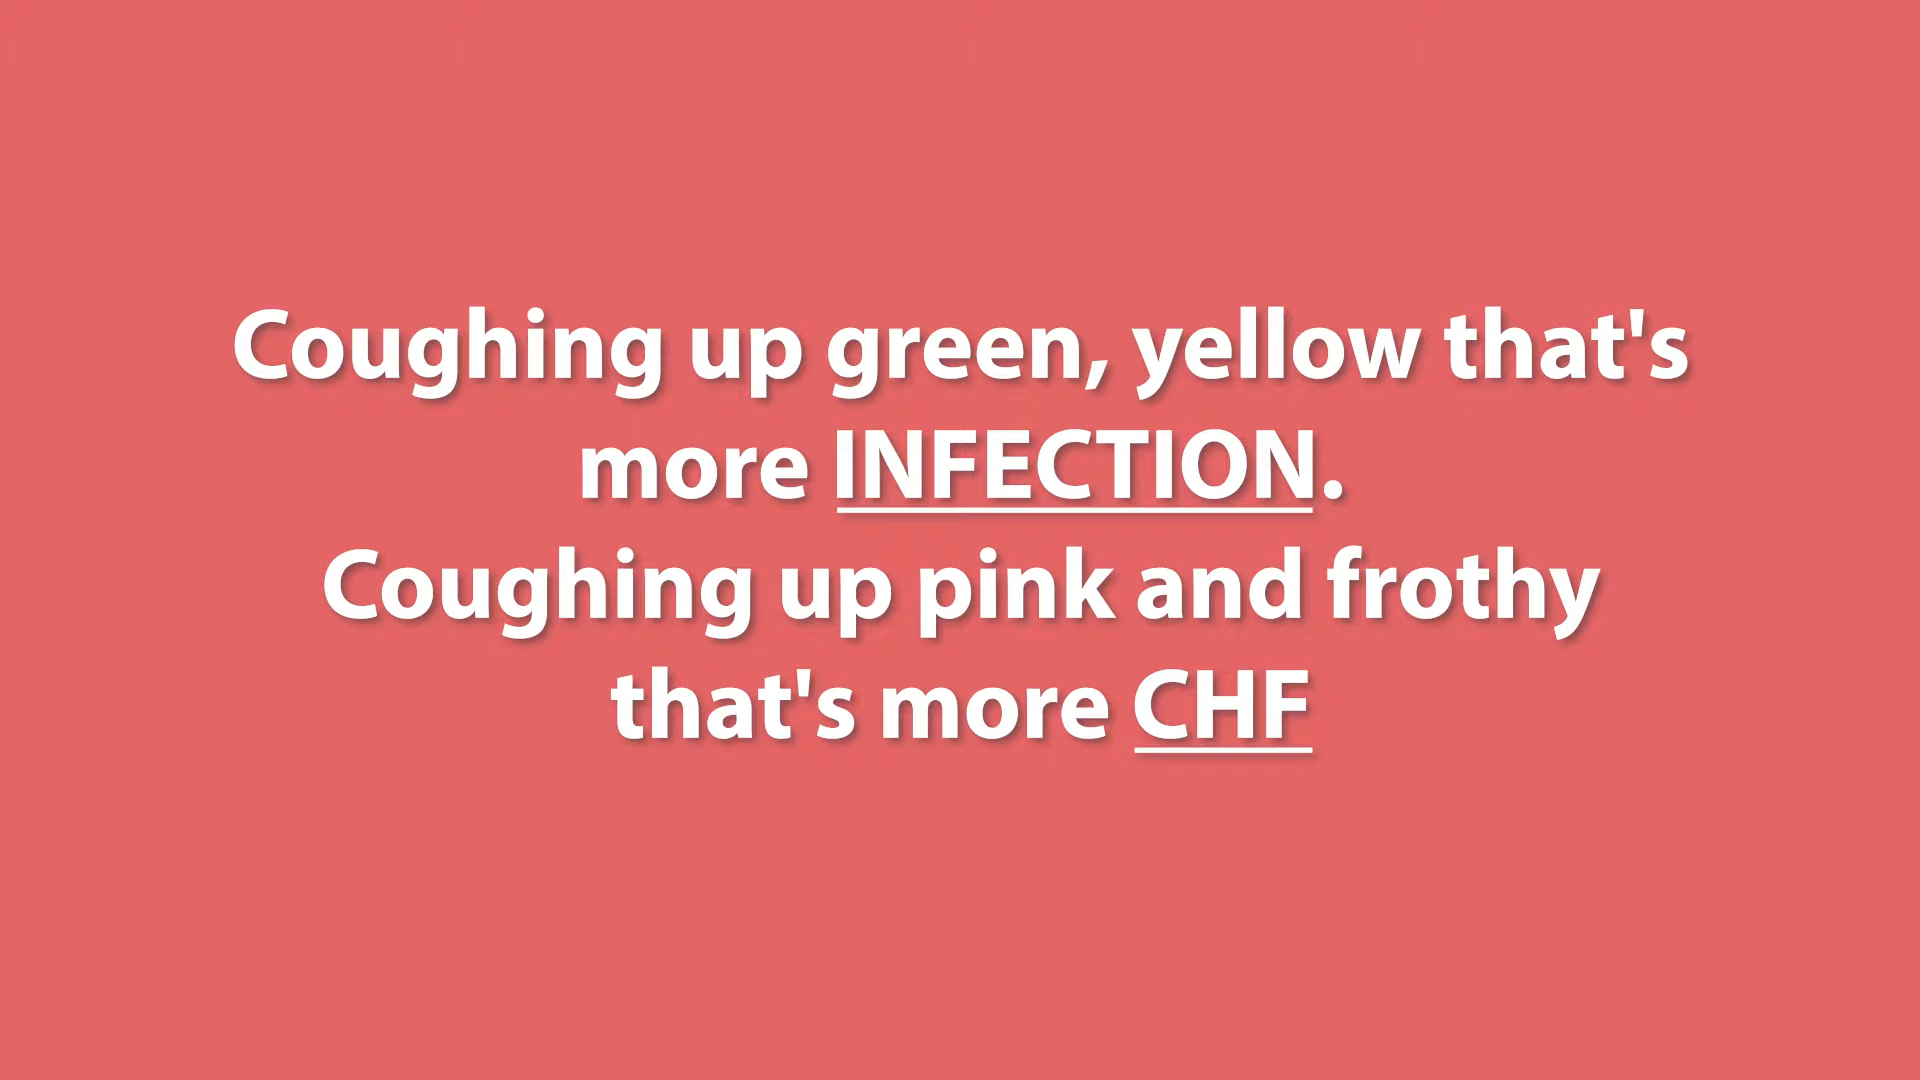 Coughing up green, yellow that's
more INFECTION.
Coughing up pink and frothy
that's more CHF